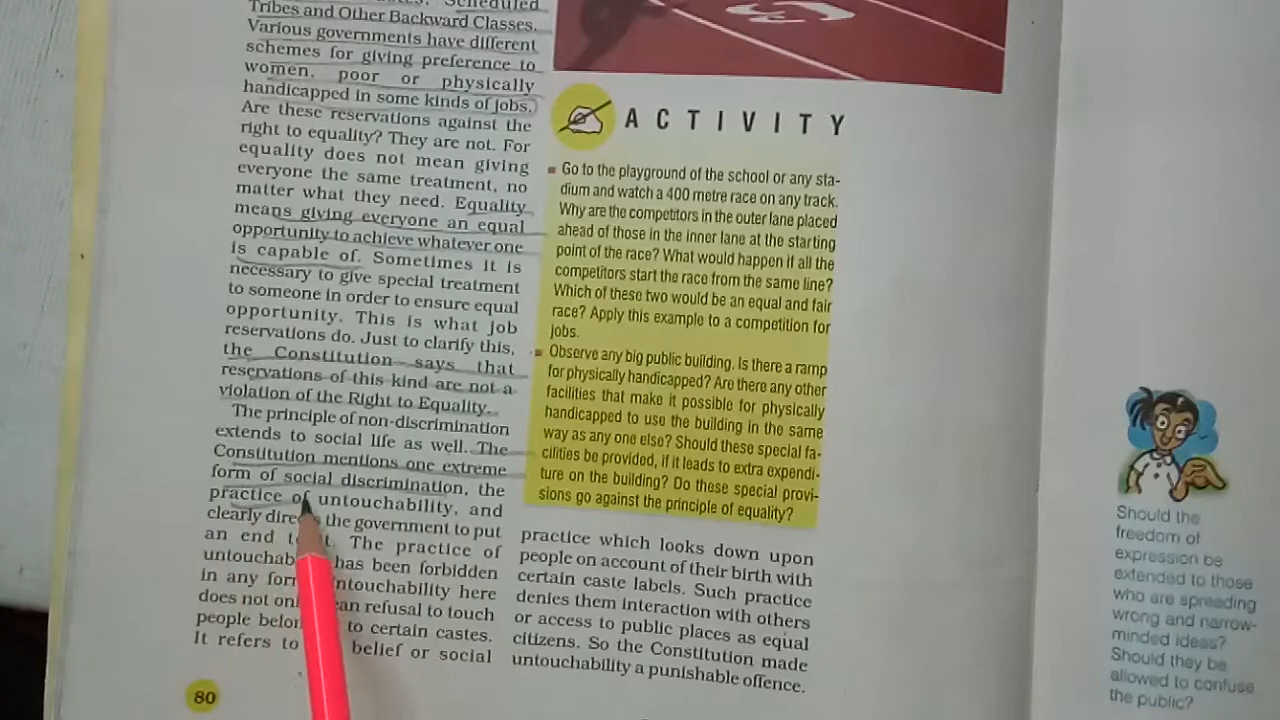 Scheduled
Tribes and Other Backward Classes.
Various governments have different
schemes for giving preference to
women, poor or physically
handicapped in some kinds of jobs.
Are these reservations against the
right to equality? They are not. For
equality does not mean giving
everyone the same treatment, no
matter what they need. Equality
means giving everyone an equal
opportunity to achieve whatever one
is capable of. Sometimes it is
necessary to give special treatment
to someone in order to ensure equal
opportunity. This is what job
reservations do. Just to clarify this,
the Constitution says that
reservations of this kind are not a
violation of the Right to Equality.
The principle of non-discrimination
extends to social life as well. The
Constitution mentions one extreme
form of social discrimination, the
practice of untouchability, and
clearly directs the government to put
an end to it. The practice of
has been forbidden
in any form. Untouchability here
does not refusal to touch
people to certain castes.
It refers to belief or social
80
ACTIVITY
Go to the playground of the school or any sta-
dium and watch a 400 metre race on any track.
Why are the competitors in the outer lane placed
ahead of those in the inner lane at the starting
point of the race? What would happen if all the
competitors start the race from the same line?
Which of these two would be an equal and fair
race? Apply this example to a competition for
jobs.
Observe any big public building. Is there a ramp
for physically handicapped? Are there any other
facilities that make it possible for physically
handicapped to use the building in the same
way as any one else? Should these special fa-
cilities be provided, if it leads to extra expendi-
ture on the building? Do these special provi-
sions go against the principle of equality?
practice which looks down upon
people on account of their birth with
certain caste labels. Such practice
denies them interaction with others
or access to public places as equal
citizens. So the Constitution made
untouchability a punishable offence.
Should the
freedom of
expression be
extended to those
who are spreading
wrong and narrow-
minded ideas?
Should they be
allowed to confuse
the public?